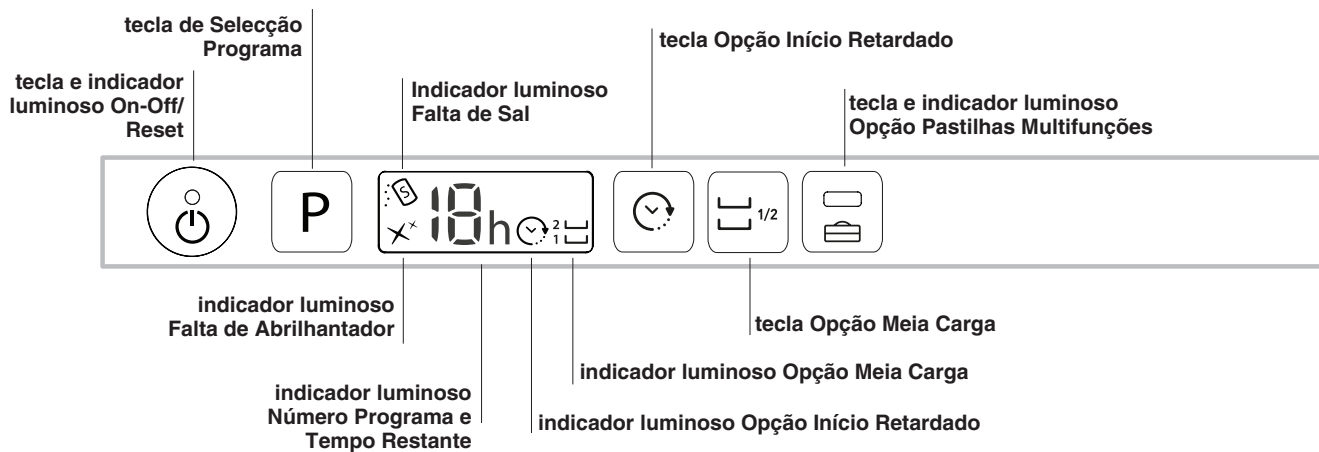 tecla de Selecção
Programa
tecla Opção Início Retardado
tecla e indicador
luminoso On-Off/
Reset
Indicador luminoso
Falta de Sal
tecla e indicador luminoso
Opção Pastilhas Multifunções
P
S
18h
2
1
1/2
indicador luminoso
Falta de Abrilhantador
tecla Opção Meia Carga
indicador luminoso Opção Meia Carga
indicador luminoso
Número Programa e
Tempo Restante
indicador luminoso Opção Início Retardado